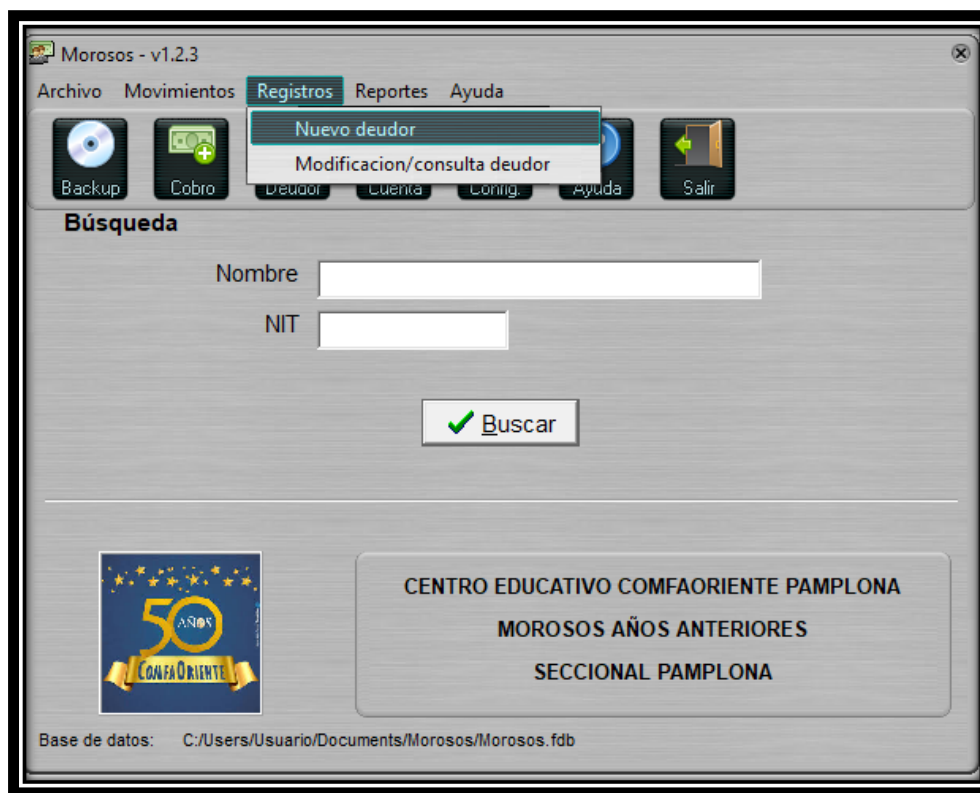 Morosos - v1.2.3
Archivo Movimientos Registros Reportes Ayuda
Nuevo deudor
Modificacion/consulta deudor
Backup Cobro Deudor Cuenta Config. Ayuda Salir
Búsqueda
Nombre
NIT
Buscar
50
AÑOS
COMFAORIENTE
CENTRO EDUCATIVO COMFAORIENTE PAMPLONA
MOROSOS AÑOS ANTERIORES
SECCIONAL PAMPLONA
Base de datos: C:/Users/Usuario/Documents/Morosos/Morosos.fdb